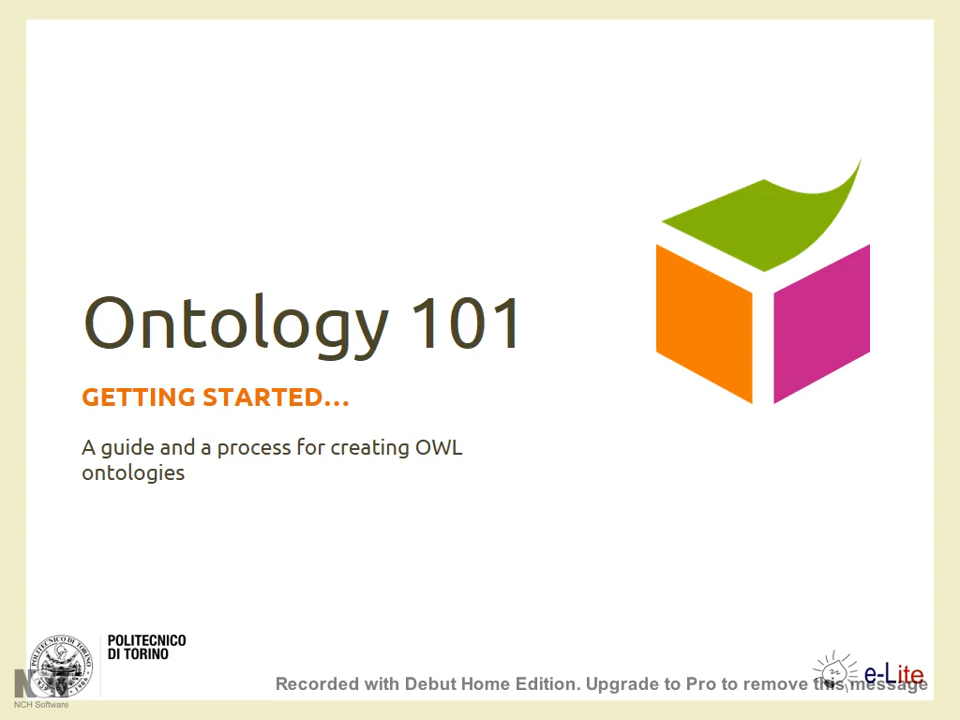 Ontology 101
GETTING STARTED...
A guide and a process for creating OWL
ontologies
POLITECNICO
DI TORINO
NCH Software
Recorded with Debut Home Edition. Upgrade to Pro to remove this message
e-Lite